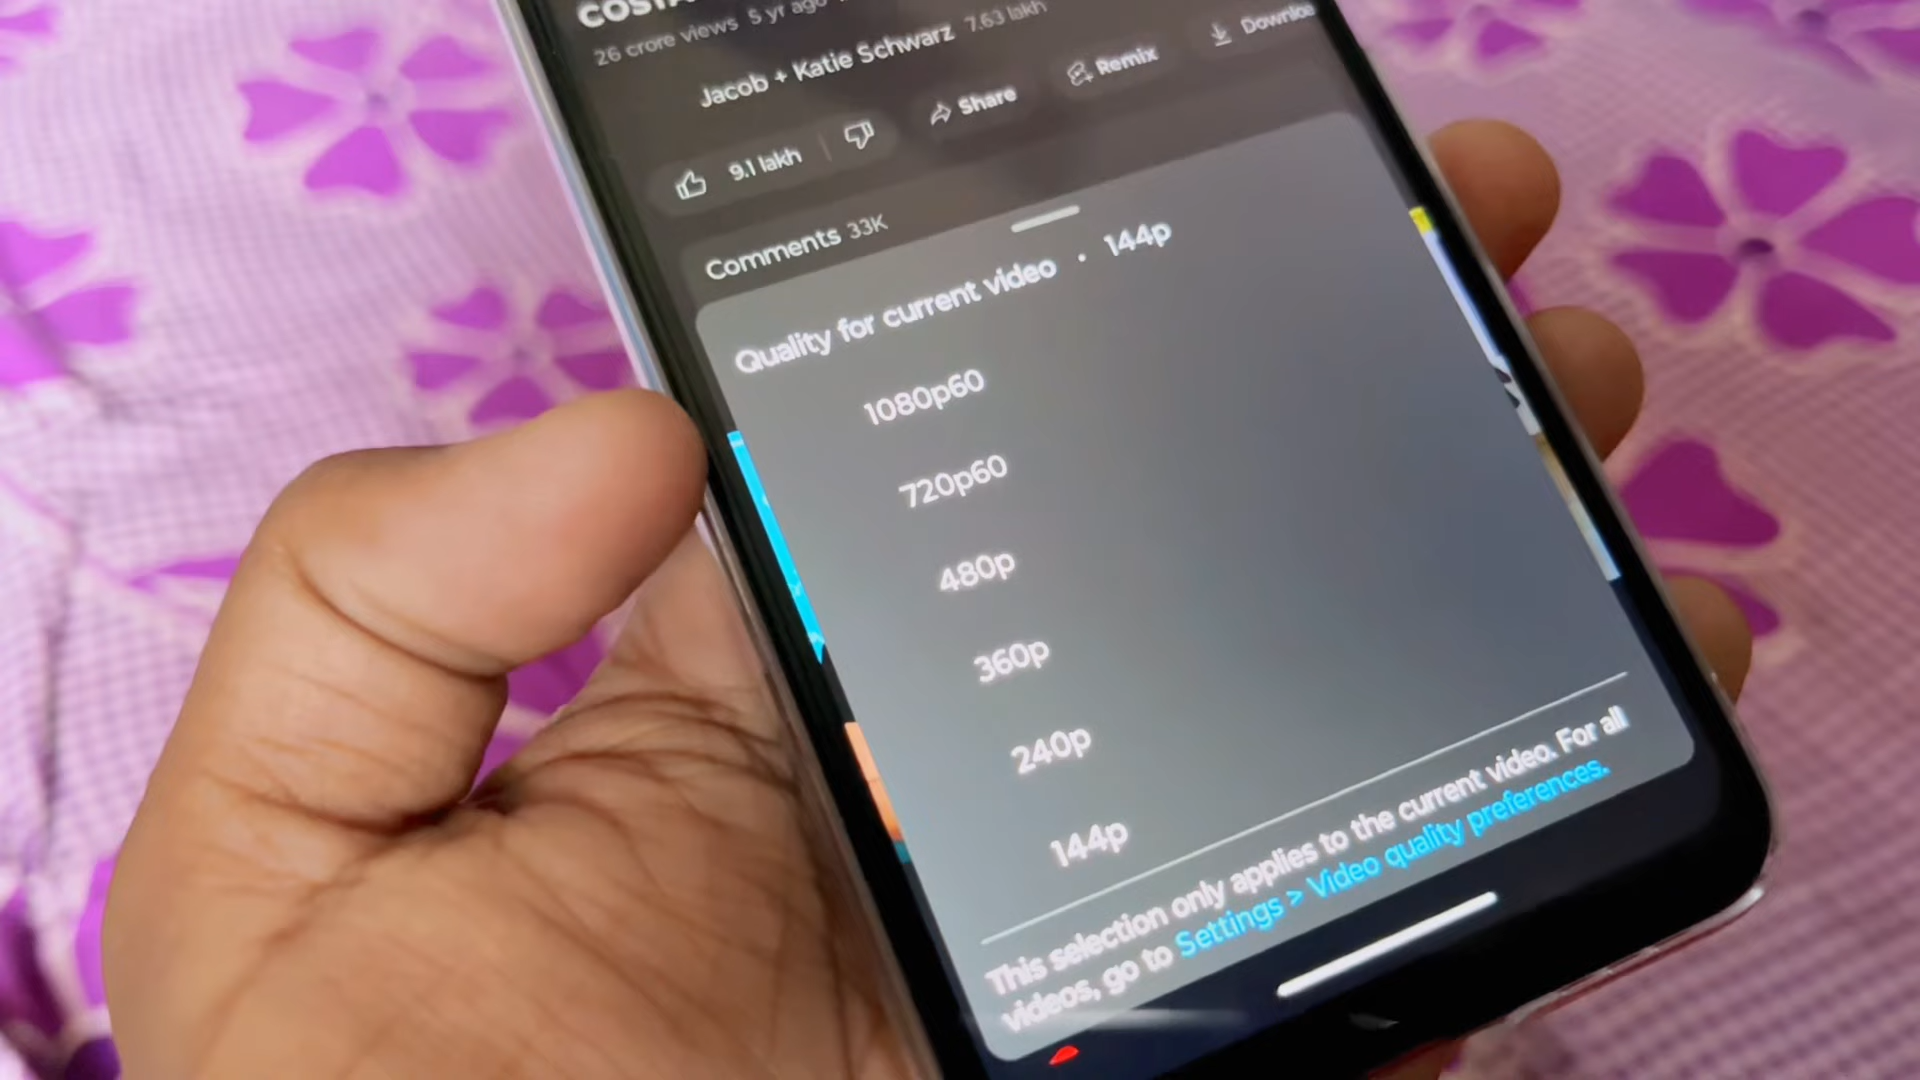 26 crore views 5 yr ago
Jacob + Katie Schwarz 7.63 lakh
9.1 lakh Share Remix
Comments 33K
Quality for current video • 144p
1080p60
720p60
480p
360p
240p
144p
This selection only applies to the current video. For all
videos, go to Settings > Video quality preferences.